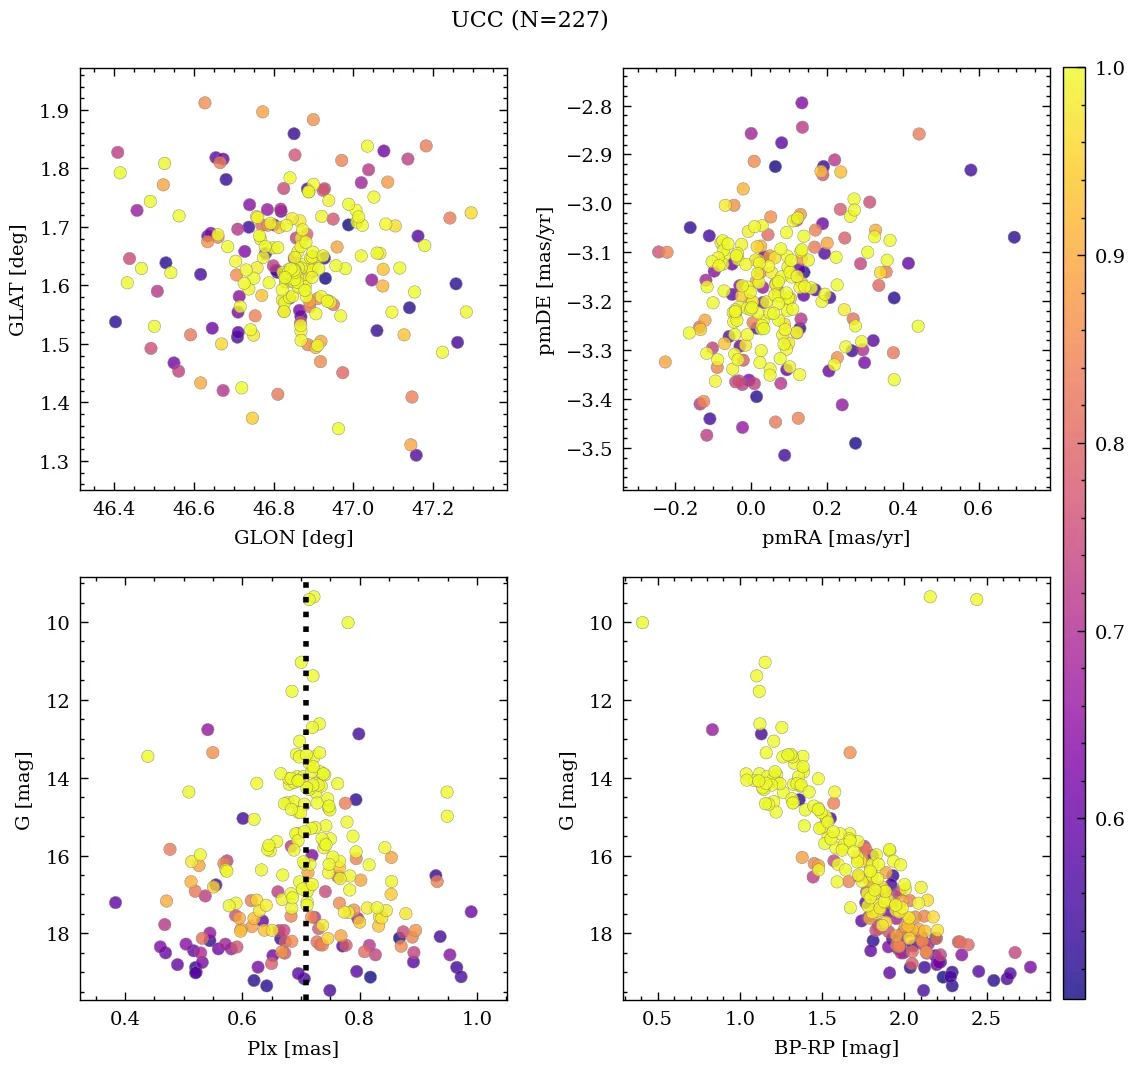 UCC (N=227)
1.9
1.8
1.7
1.6
1.5
1.4
1.3
GLAT [deg]
46.4 46.6 46.8 47.0 47.2
GLON [deg]
−2.8
−2.9
−3.0
−3.1
−3.2
−3.3
−3.4
−3.5
pmDE [mas/yr]
−0.2 0.0 0.2 0.4 0.6
pmRA [mas/yr]
1.0
0.9
0.8
0.7
0.6
10
12
14
16
18
G [mag]
0.4 0.6 0.8 1.0
Plx [mas]
10
12
14
16
18
G [mag]
0.5 1.0 1.5 2.0 2.5
BP-RP [mag]